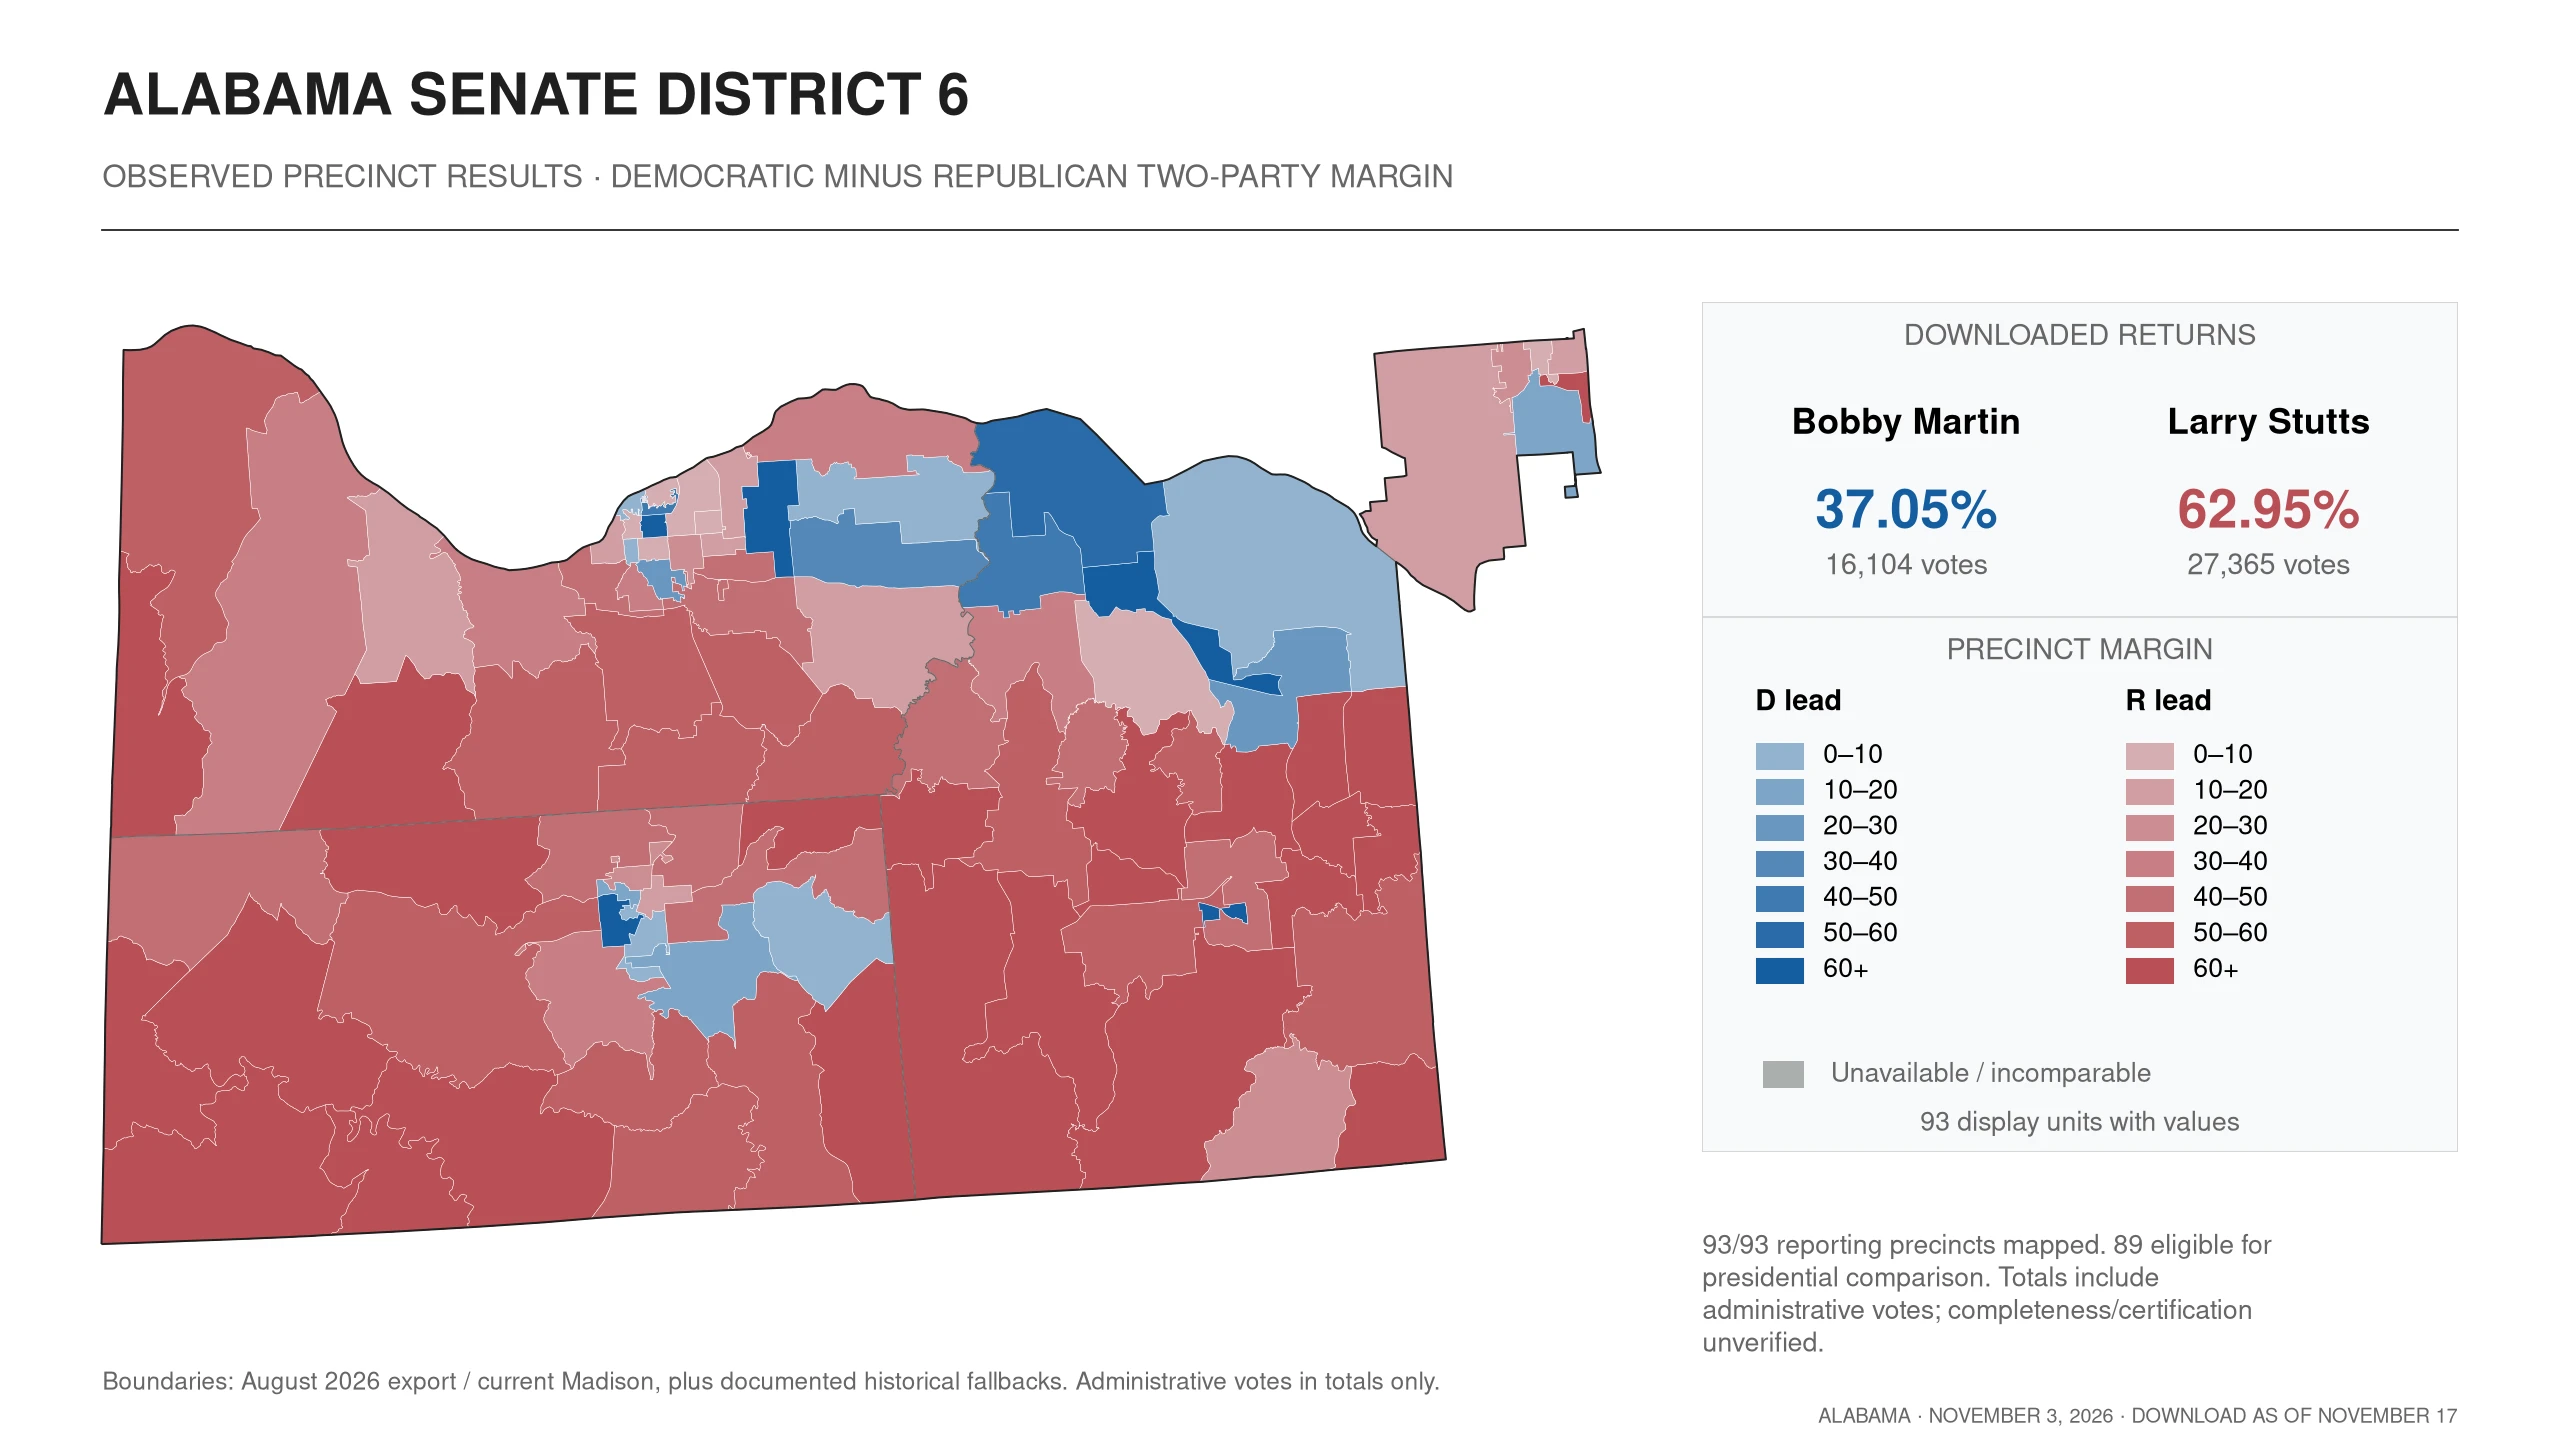 ALABAMA SENATE DISTRICT 6
OBSERVED PRECINCT RESULTS · DEMOCRATIC MINUS REPUBLICAN TWO-PARTY MARGIN
DOWNLOADED RETURNS
Bobby Martin Larry Stutts
37.05% 62.95%
16,104 votes 27,365 votes
PRECINCT MARGIN
D lead R lead
0–10 0–10
10–20 10–20
20–30 20–30
30–40 30–40
40–50 40–50
50–60 50–60
60+ 60+
Unavailable / incomparable
93 display units with values
93/93 reporting precincts mapped. 89 eligible for
presidential comparison. Totals include
administrative votes; completeness/certification
unverified.
Boundaries: August 2026 export / current Madison, plus documented historical fallbacks. Administrative votes in totals only.
ALABAMA · NOVEMBER 3, 2026 · DOWNLOAD AS OF NOVEMBER 17